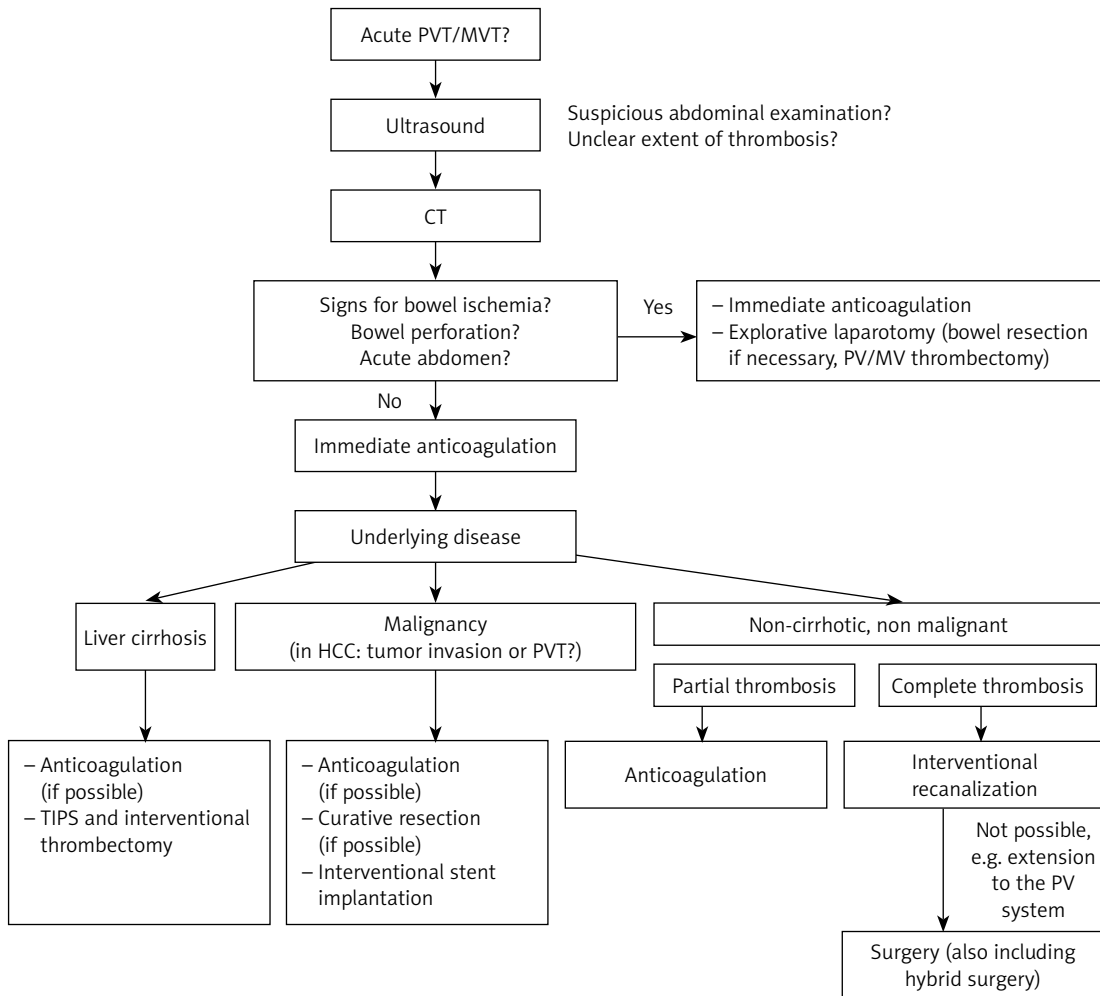 Acute PVT/MVT?
Ultrasound
Suspicious abdominal examination?
Unclear extent of thrombosis?
CT
Signs for bowel ischemia?
Bowel perforation?
Acute abdomen?
Yes
– Immediate anticoagulation
– Explorative laparotomy (bowel resection
if necessary, PV/MV thrombectomy)
No
Immediate anticoagulation
Underlying disease
Liver cirrhosis
Malignancy
(in HCC: tumor invasion or PVT?)
Non-cirrhotic, non malignant
Partial thrombosis
Complete thrombosis
– Anticoagulation
(if possible)
– TIPS and interventional
thrombectomy
– Anticoagulation
(if possible)
– Curative resection
(if possible)
– Interventional stent
implantation
Anticoagulation
Interventional
recanalization
Not possible,
e.g. extension
to the PV
system
Surgery (also including
hybrid surgery)